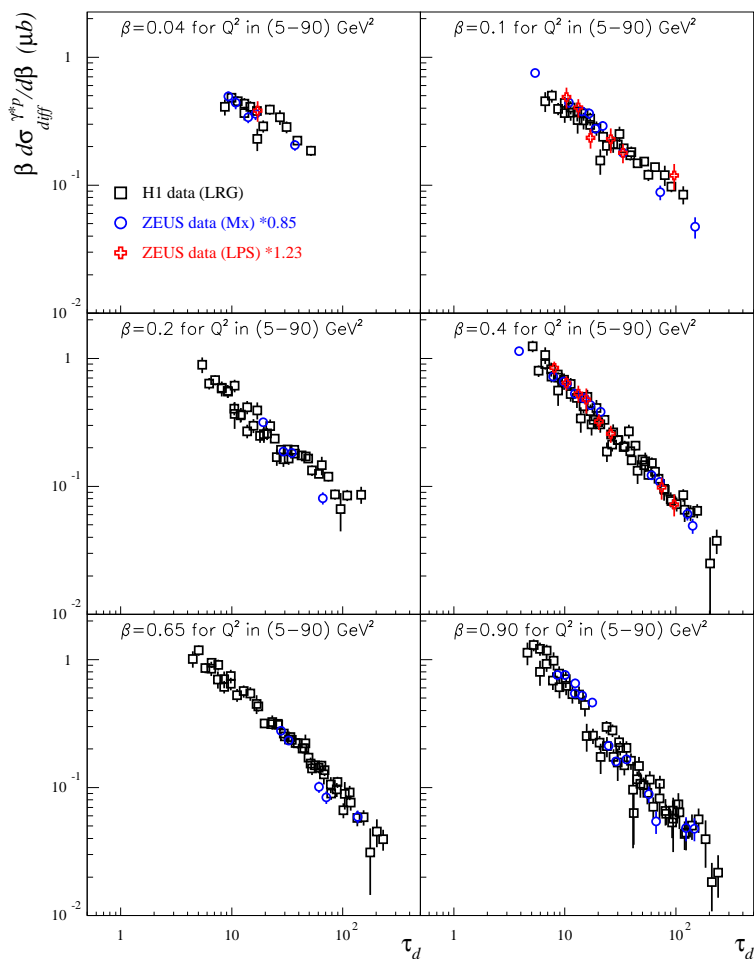 β dσ^γ*p_diff/dβ (μb)
β=0.04 for Q² in (5−90) GeV²
β=0.1 for Q² in (5−90) GeV²
1
10⁻¹
10⁻²
H1 data (LRG)
ZEUS data (Mx) *0.85
ZEUS data (LPS) *1.23
β=0.2 for Q² in (5−90) GeV²
β=0.4 for Q² in (5−90) GeV²
1
10⁻¹
10⁻²
β=0.65 for Q² in (5−90) GeV²
β=0.90 for Q² in (5−90) GeV²
1
10⁻¹
10⁻²
1 10 10² τ_d
1 10 10² τ_d